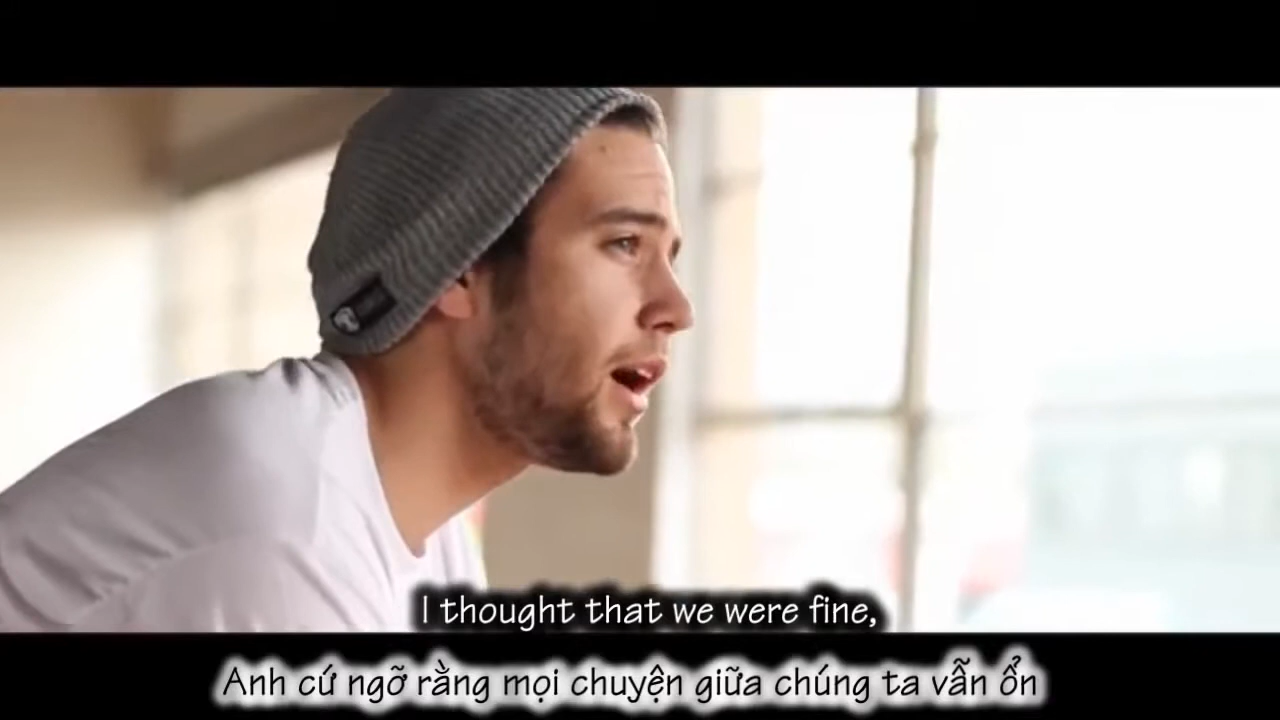 I thought that we were fine,
Anh cứ ngỡ rằng mọi chuyện giữa chúng ta vẫn ổn